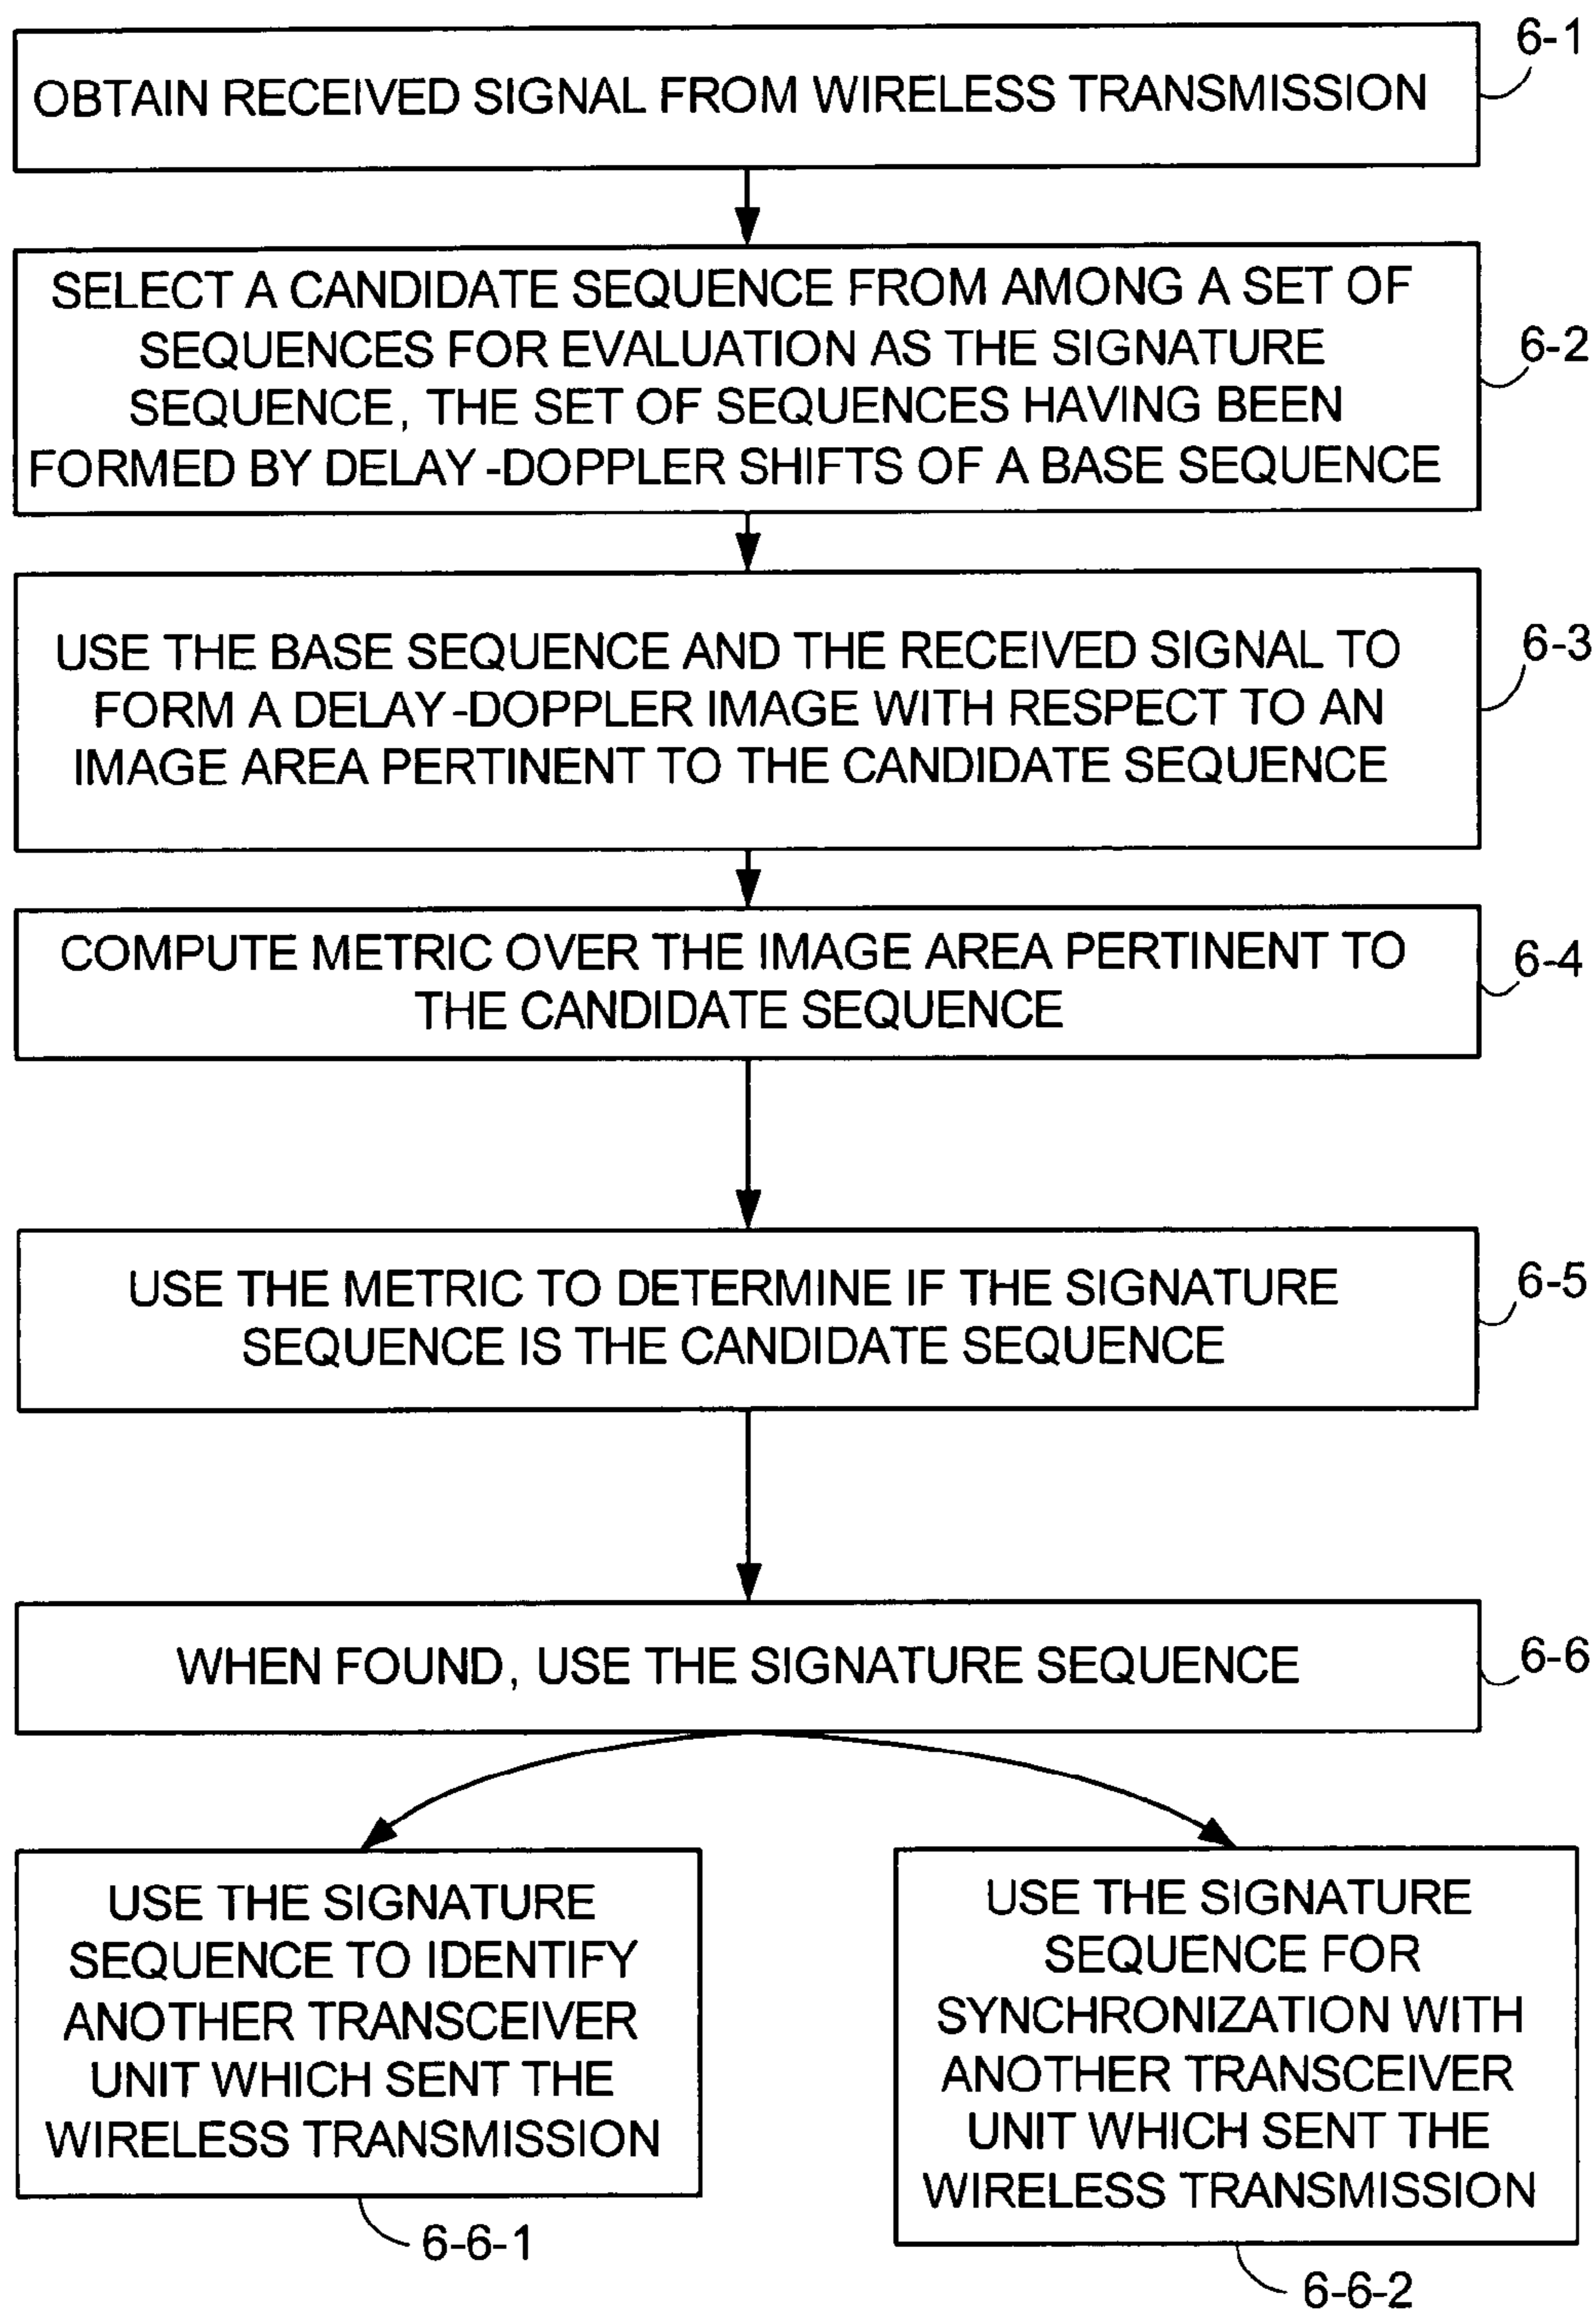 6-1
OBTAIN RECEIVED SIGNAL FROM WIRELESS TRANSMISSION
SELECT A CANDIDATE SEQUENCE FROM AMONG A SET OF
SEQUENCES FOR EVALUATION AS THE SIGNATURE
6-2
SEQUENCE, THE SET OF SEQUENCES HAVING BEEN
FORMED BY DELAY-DOPPLER SHIFTS OF A BASE SEQUENCE
USE THE BASE SEQUENCE AND THE RECEIVED SIGNAL TO
6-3
FORM A DELAY-DOPPLER IMAGE WITH RESPECT TO AN
IMAGE AREA PERTINENT TO THE CANDIDATE SEQUENCE
COMPUTE METRIC OVER THE IMAGE AREA PERTINENT TO
6-4
THE CANDIDATE SEQUENCE
USE THE METRIC TO DETERMINE IF THE SIGNATURE
6-5
SEQUENCE IS THE CANDIDATE SEQUENCE
WHEN FOUND, USE THE SIGNATURE SEQUENCE
6-6
USE THE SIGNATURE
SEQUENCE TO IDENTIFY
ANOTHER TRANSCEIVER
UNIT WHICH SENT THE
WIRELESS TRANSMISSION
6-6-1
USE THE SIGNATURE
SEQUENCE FOR
SYNCHRONIZATION WITH
ANOTHER TRANSCEIVER
UNIT WHICH SENT THE
WIRELESS TRANSMISSION
6-6-2